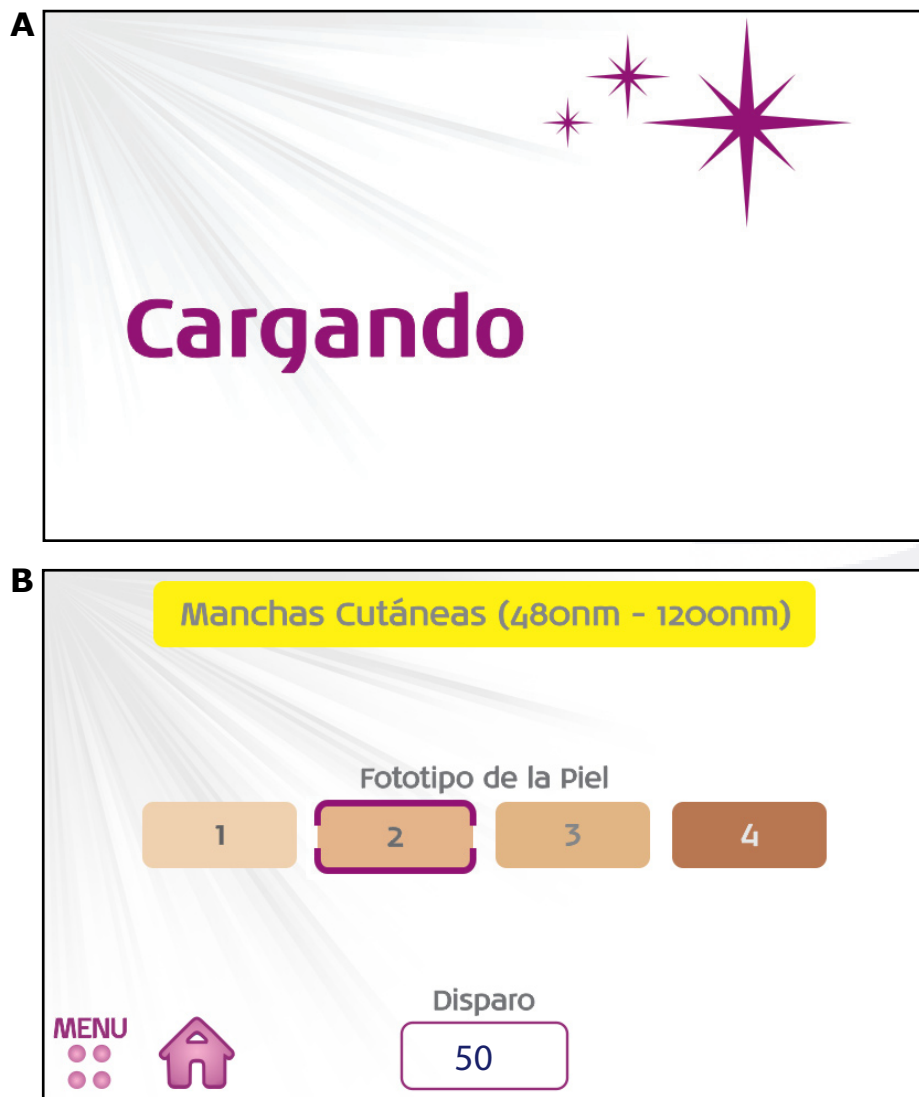 A
Cargando
B
Manchas Cutáneas (480nm - 1200nm)
Fototipo de la Piel
1 2 3 4
Disparo
MENU
50